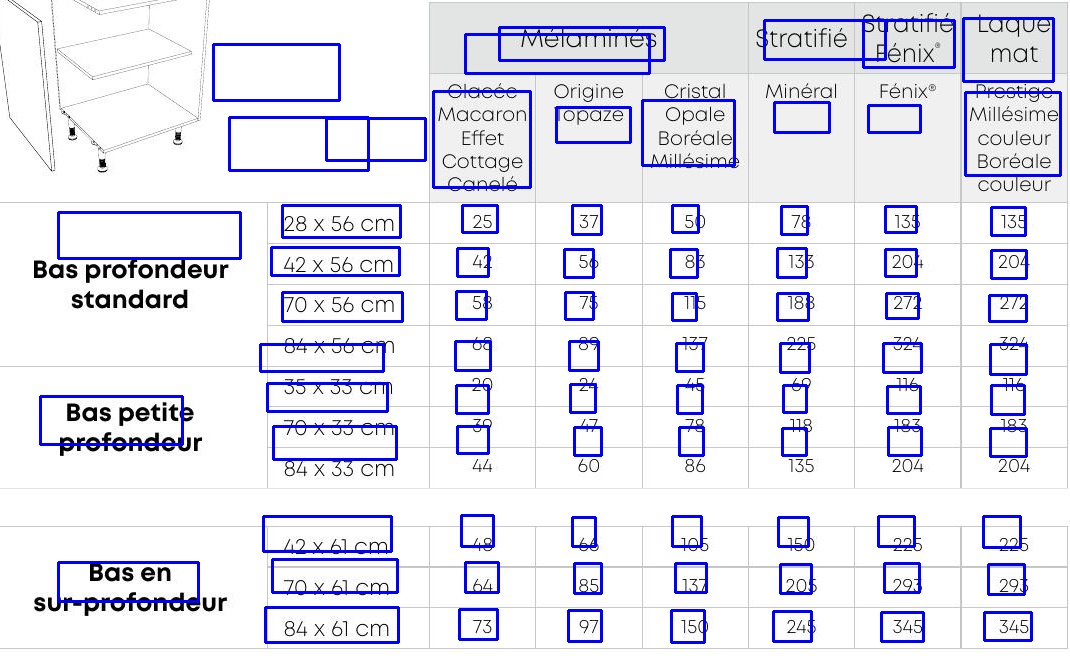 Mélaminés Stratifié Stratifié Fénix® Laque mat
Glacée Macaron Effet Cottage Canelé Origine Topaze Cristal Opale Boréale Millésime Minéral Fénix® Prestige Millésime couleur Boréale couleur
Bas profondeur standard
28 x 56 cm 25 37 50 78 135 135
42 x 56 cm 42 56 83 133 204 204
70 x 56 cm 58 75 115 188 272 272
84 x 56 cm 68 89 137 225 324 324
Bas petite profondeur
35 x 33 cm 20 24 45 69 116 116
70 x 33 cm 39 47 78 118 183 183
84 x 33 cm 44 60 86 135 204 204
Bas en sur-profondeur
42 x 61 cm 48 66 105 150 225 225
70 x 61 cm 64 85 137 205 293 293
84 x 61 cm 73 97 150 245 345 345